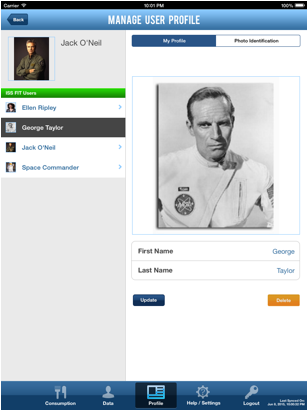 Carrier 10:01 PM 100%
Back
MANAGE USER PROFILE
Jack O'Neil
My Profile Photo Identification
ISS FIT Users
Ellen Ripley
George Taylor
Jack O'Neil
Space Commander
First Name George
Last Name Taylor
Update Delete
Consumption Data Profile Help / Settings Logout
Last Synced On: